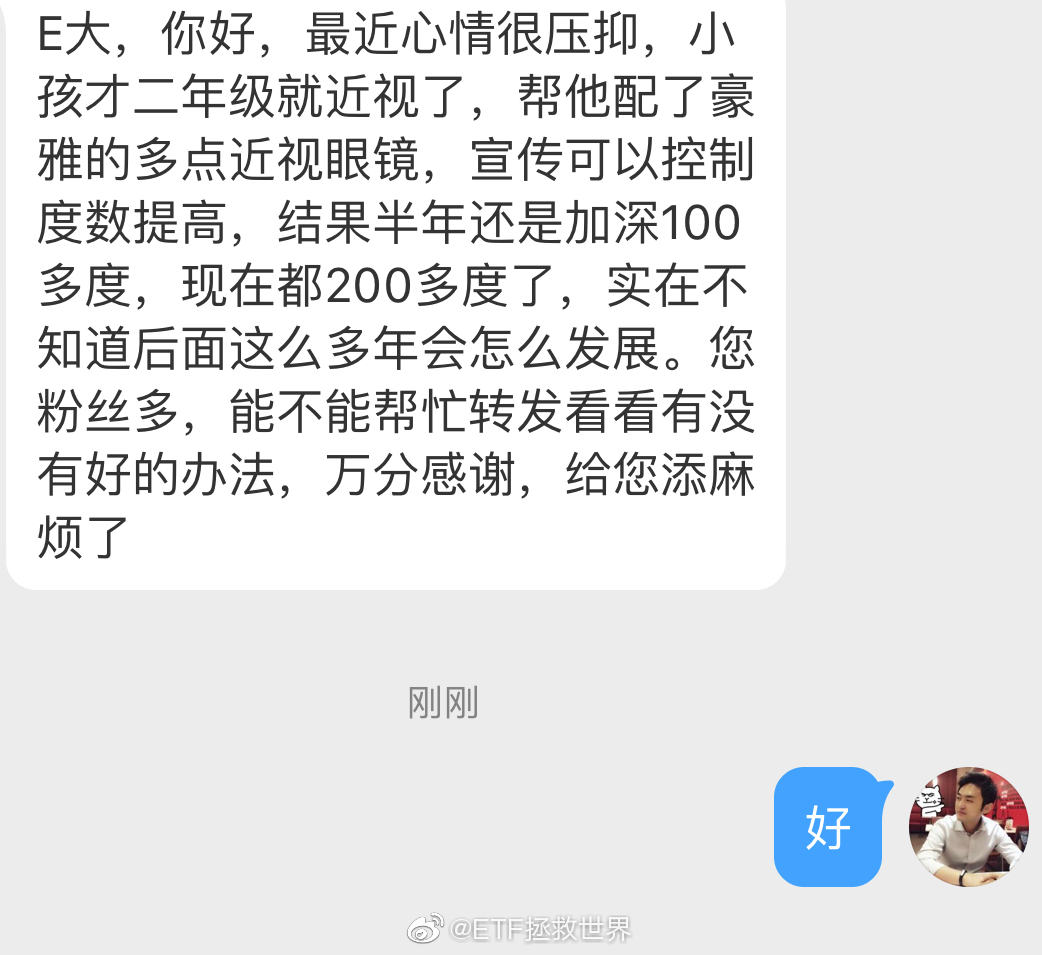 E大，你好，最近心情很压抑，小
孩才二年级就近视了，帮他配了豪
雅的多点近视眼镜，宣传可以控制
度数提高，结果半年还是加深100
多度，现在都200多度了，实在不
知道后面这么多年会怎么发展。您
粉丝多，能不能帮忙转发看看有没
有好的办法，万分感谢，给您添麻
烦了
刚刚
好
@ETF拯救世界